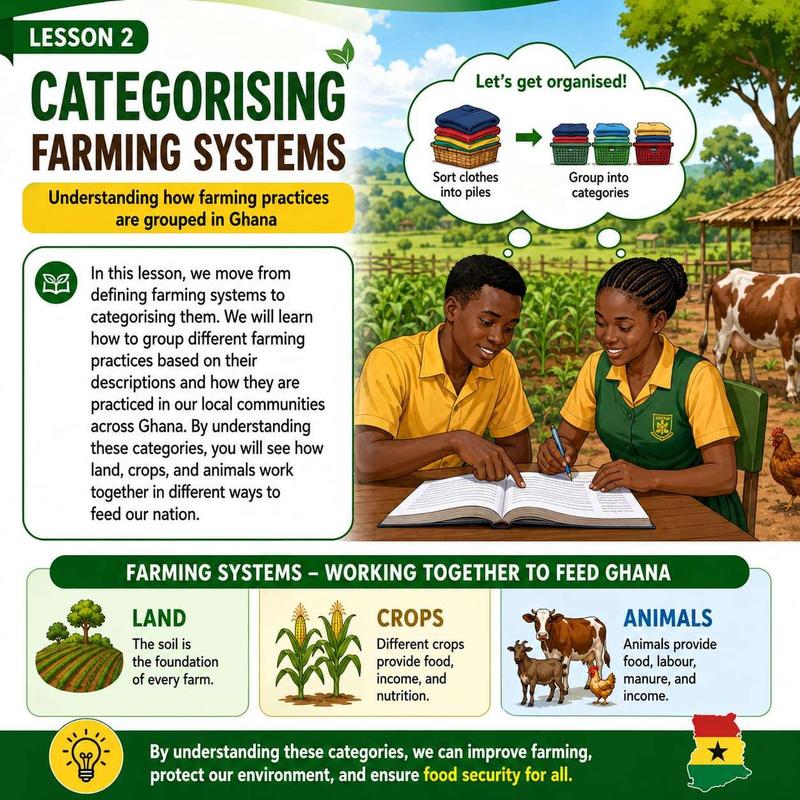 LESSON 2
CATEGORISING
FARMING SYSTEMS
Understanding how farming practices
are grouped in Ghana
In this lesson, we move from
defining farming systems to
categorising them. We will learn
how to group different farming
practices based on their
descriptions and how they are
practiced in our local communities
across Ghana. By understanding
these categories, you will see how
land, crops, and animals work
together in different ways to
feed our nation.
Let's get organised!
Sort clothes
into piles
Group into
categories
FARMING SYSTEMS – WORKING TOGETHER TO FEED GHANA
LAND
The soil is
the foundation
of every farm.
CROPS
Different crops
provide food,
income, and
nutrition.
ANIMALS
Animals provide
food, labour,
manure, and
income.
By understanding these categories, we can improve farming,
protect our environment, and ensure food security for all.